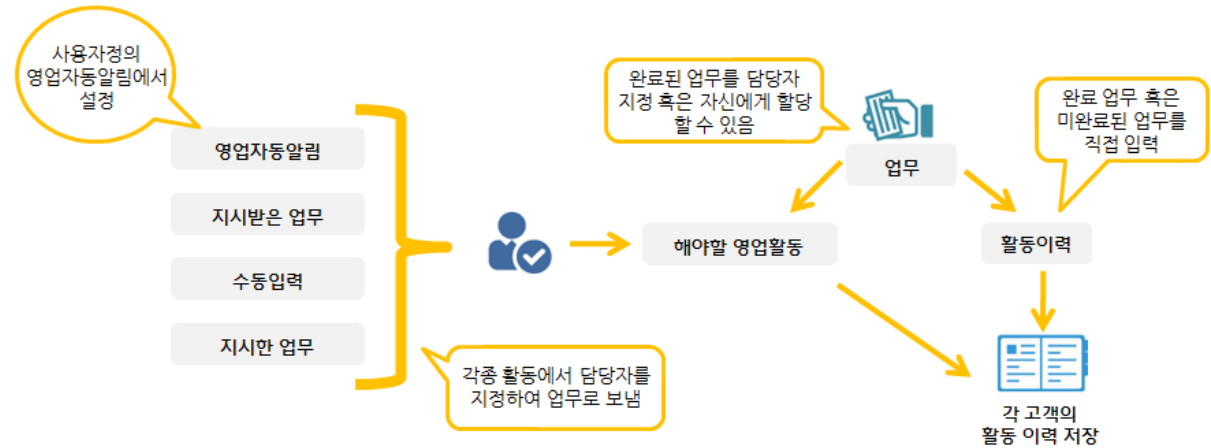 사용자정의
영업자동알림에서
설정
영업자동알림
지시받은 업무
수동입력
지시한 업무
각종 활동에서 담당자를
지정하여 업무로 보냄
완료된 업무를 담당자
지정 혹은 자신에게 할당
할 수 있음
업무
완료 업무 혹은
미완료된 업무를
직접 입력
해야할 영업활동
활동이력
각 고객의
활동 이력 저장